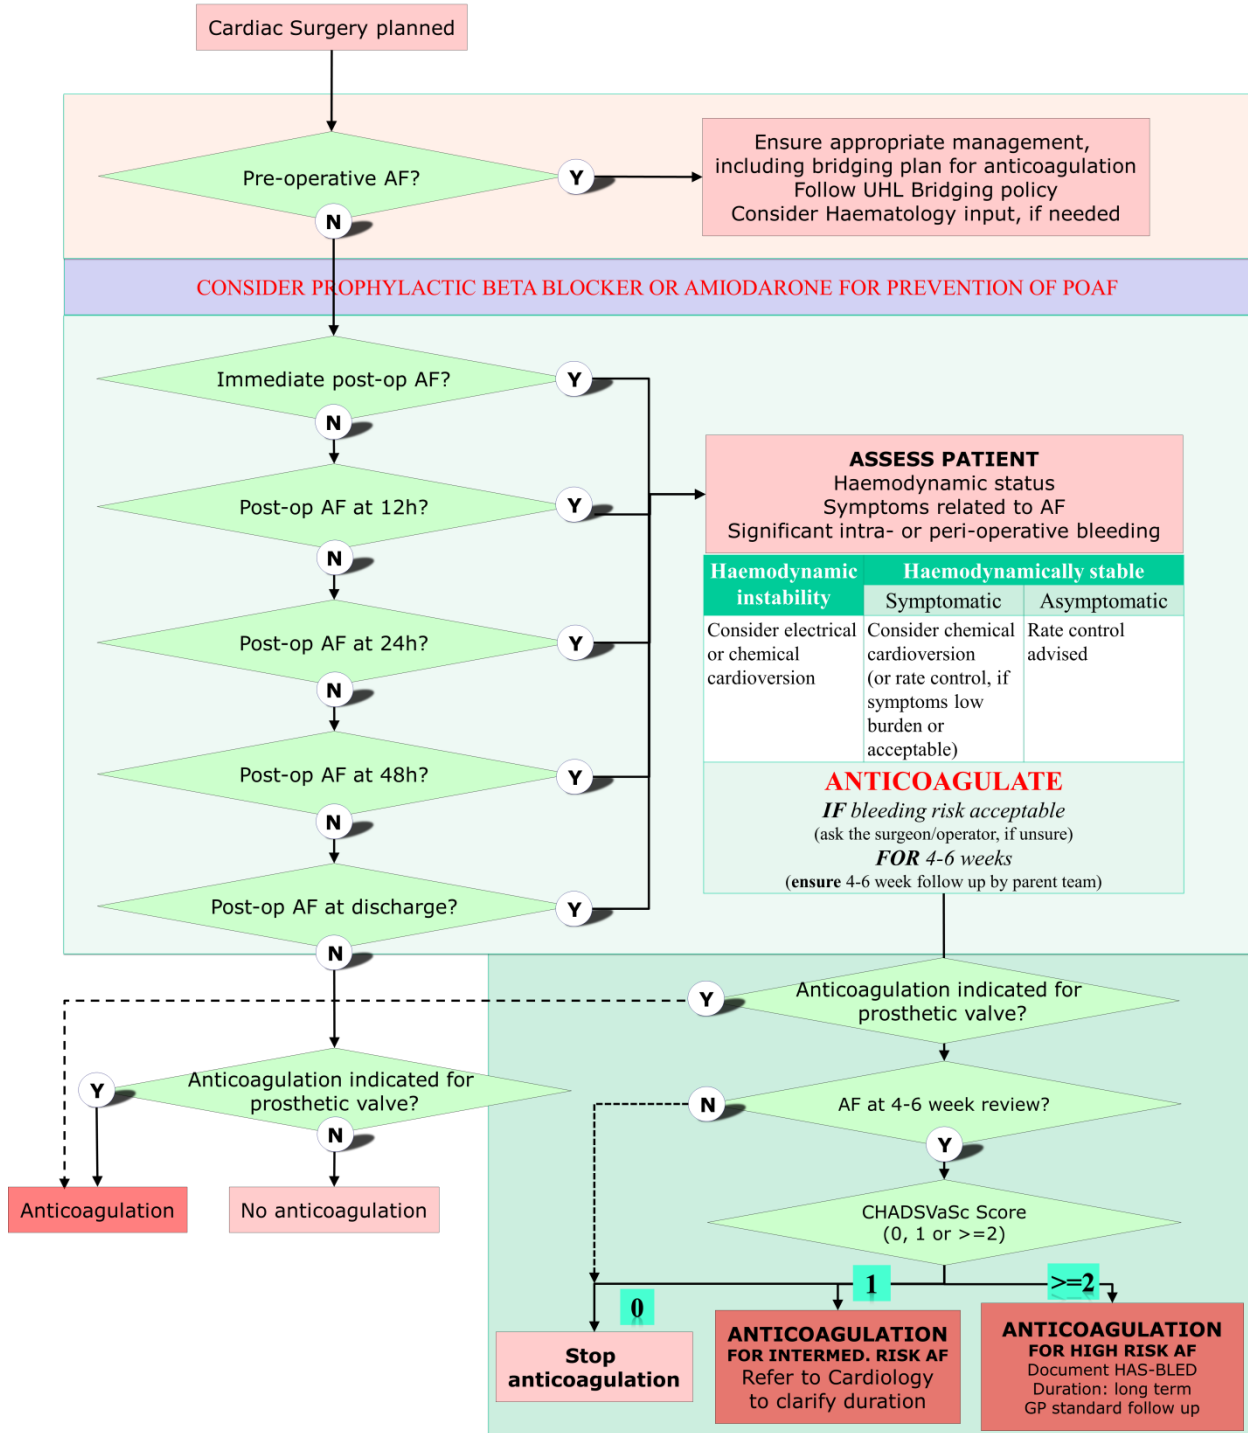 Cardiac Surgery planned
Pre-operative AF?
Y
N
Ensure appropriate management,
including bridging plan for anticoagulation
Follow UHL Bridging policy
Consider Haematology input, if needed
CONSIDER PROPHYLACTIC BETA BLOCKER OR AMIODARONE FOR PREVENTION OF POAF
Immediate post-op AF?
Y
N
Post-op AF at 12h?
Y
N
Post-op AF at 24h?
Y
N
Post-op AF at 48h?
Y
N
Post-op AF at discharge?
Y
N
ASSESS PATIENT
Haemodynamic status
Symptoms related to AF
Significant intra- or peri-operative bleeding
Haemodynamic
instability
Haemodynamically stable
Symptomatic
Asymptomatic
Consider electrical
or chemical
cardioversion
Consider chemical
cardioversion
(or rate control, if
symptoms low
burden or
acceptable)
Rate control
advised
ANTICOAGULATE
IF bleeding risk acceptable
(ask the surgeon/operator, if unsure)
FOR 4-6 weeks
(ensure 4-6 week follow up by parent team)
Anticoagulation indicated for
prosthetic valve?
Y
N
Anticoagulation
No anticoagulation
Y
Anticoagulation indicated for
prosthetic valve?
N
AF at 4-6 week review?
Y
CHADSVaSc Score
(0, 1 or >=2)
0
1
>=2
Stop
anticoagulation
ANTICOAGULATION
FOR INTERMED. RISK AF
Refer to Cardiology
to clarify duration
ANTICOAGULATION
FOR HIGH RISK AF
Document HAS-BLED
Duration: long term
GP standard follow up